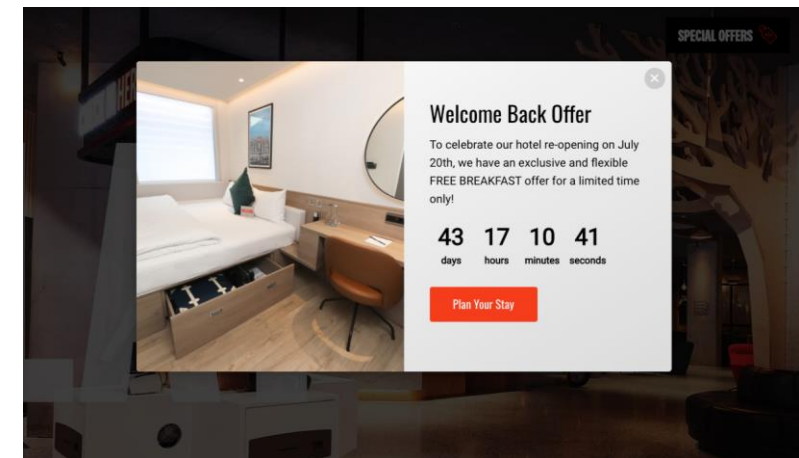 SPECIAL OFFERS
Welcome Back Offer
To celebrate our hotel re-opening on July
20th, we have an exclusive and flexible
FREE BREAKFAST offer for a limited time
only!
43 17 10 41
days hours minutes seconds
Plan Your Stay